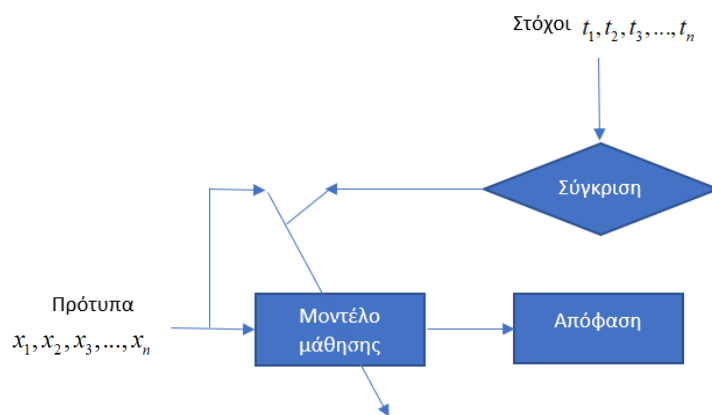 Στόχοι t₁, t₂, t₃, ..., tₙ
Σύγκριση
Πρότυπα
x₁, x₂, x₃, ..., xₙ
Μοντέλο
μάθησης
Απόφαση